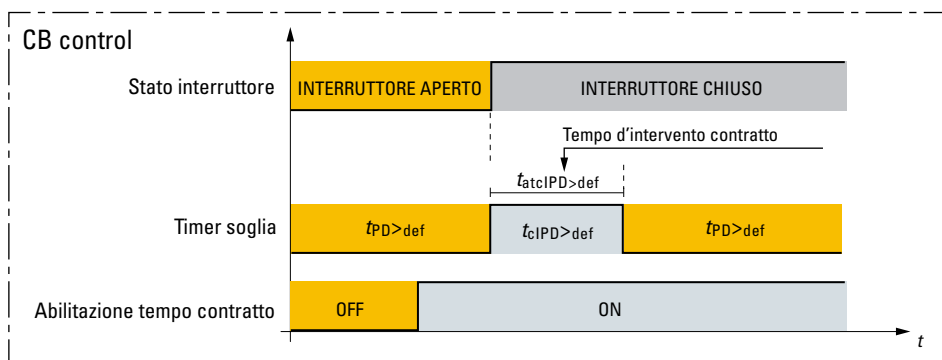 CB control
Stato interruttore
INTERRUTTORE APERTO
INTERRUTTORE CHIUSO
Tempo d'intervento contratto
tatcIPD>def
Timer soglia
tPD>def
tcIPD>def
tPD>def
Abilitazione tempo contratto
OFF
ON
t